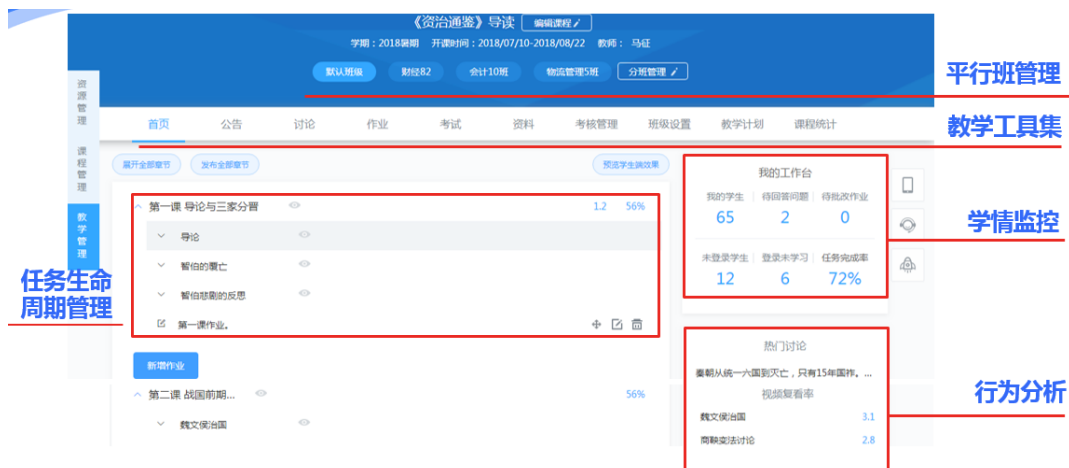 《资治通鉴》导读 编辑课程
学期：2018暑期 开课时间：2018/07/10-2018/08/22 教师： 马征
默认班级 财经82 会计10班 物流管理5班 分班管理
平行班管理
资源管理
课程管理
教学管理
首页 公告 讨论 作业 考试 资料 考核管理 班级设置 教学计划 课程统计
教学工具集
展开全部章节 发布全部章节 预览学生端效果
第一课 导论与三家分晋 1.2 56%
导论
智伯的覆亡
智伯悲剧的反思
第一课作业。
新增作业
第二课 战国前期... 56%
魏文侯治国
任务生命
周期管理
我的工作台
我的学生 待回答问题 待批改作业
65 2 0
未登录学生 登录未学习 任务完成率
12 6 72%
学情监控
热门讨论
秦朝从统一六国到灭亡，只有15年国祚。...
视频复看率
魏文侯治国 3.1
商鞅变法讨论 2.8
行为分析